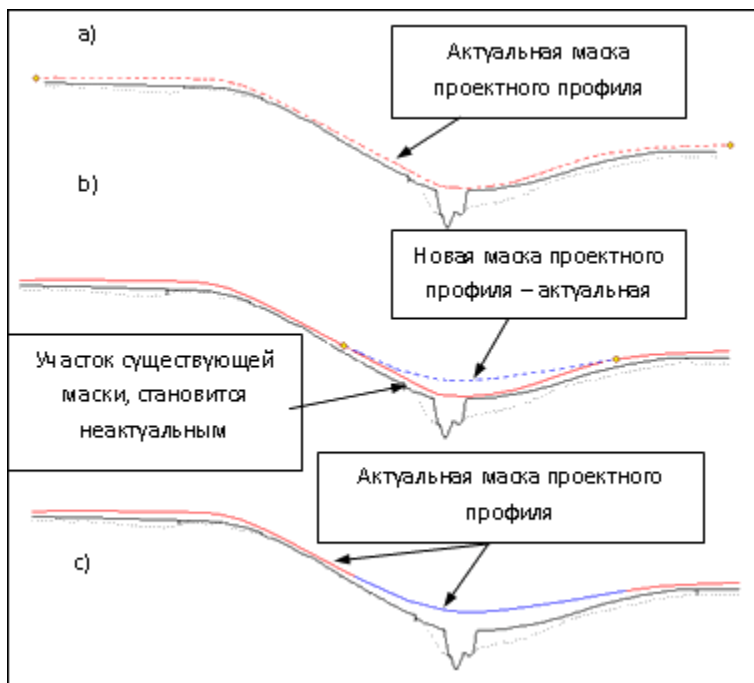 a)
Актуальная маска
проектного профиля
b)
Новая маска проектного
профиля – актуальная
Участок существующей
маски, становится
неактуальным
Актуальная маска проектного
профиля
c)